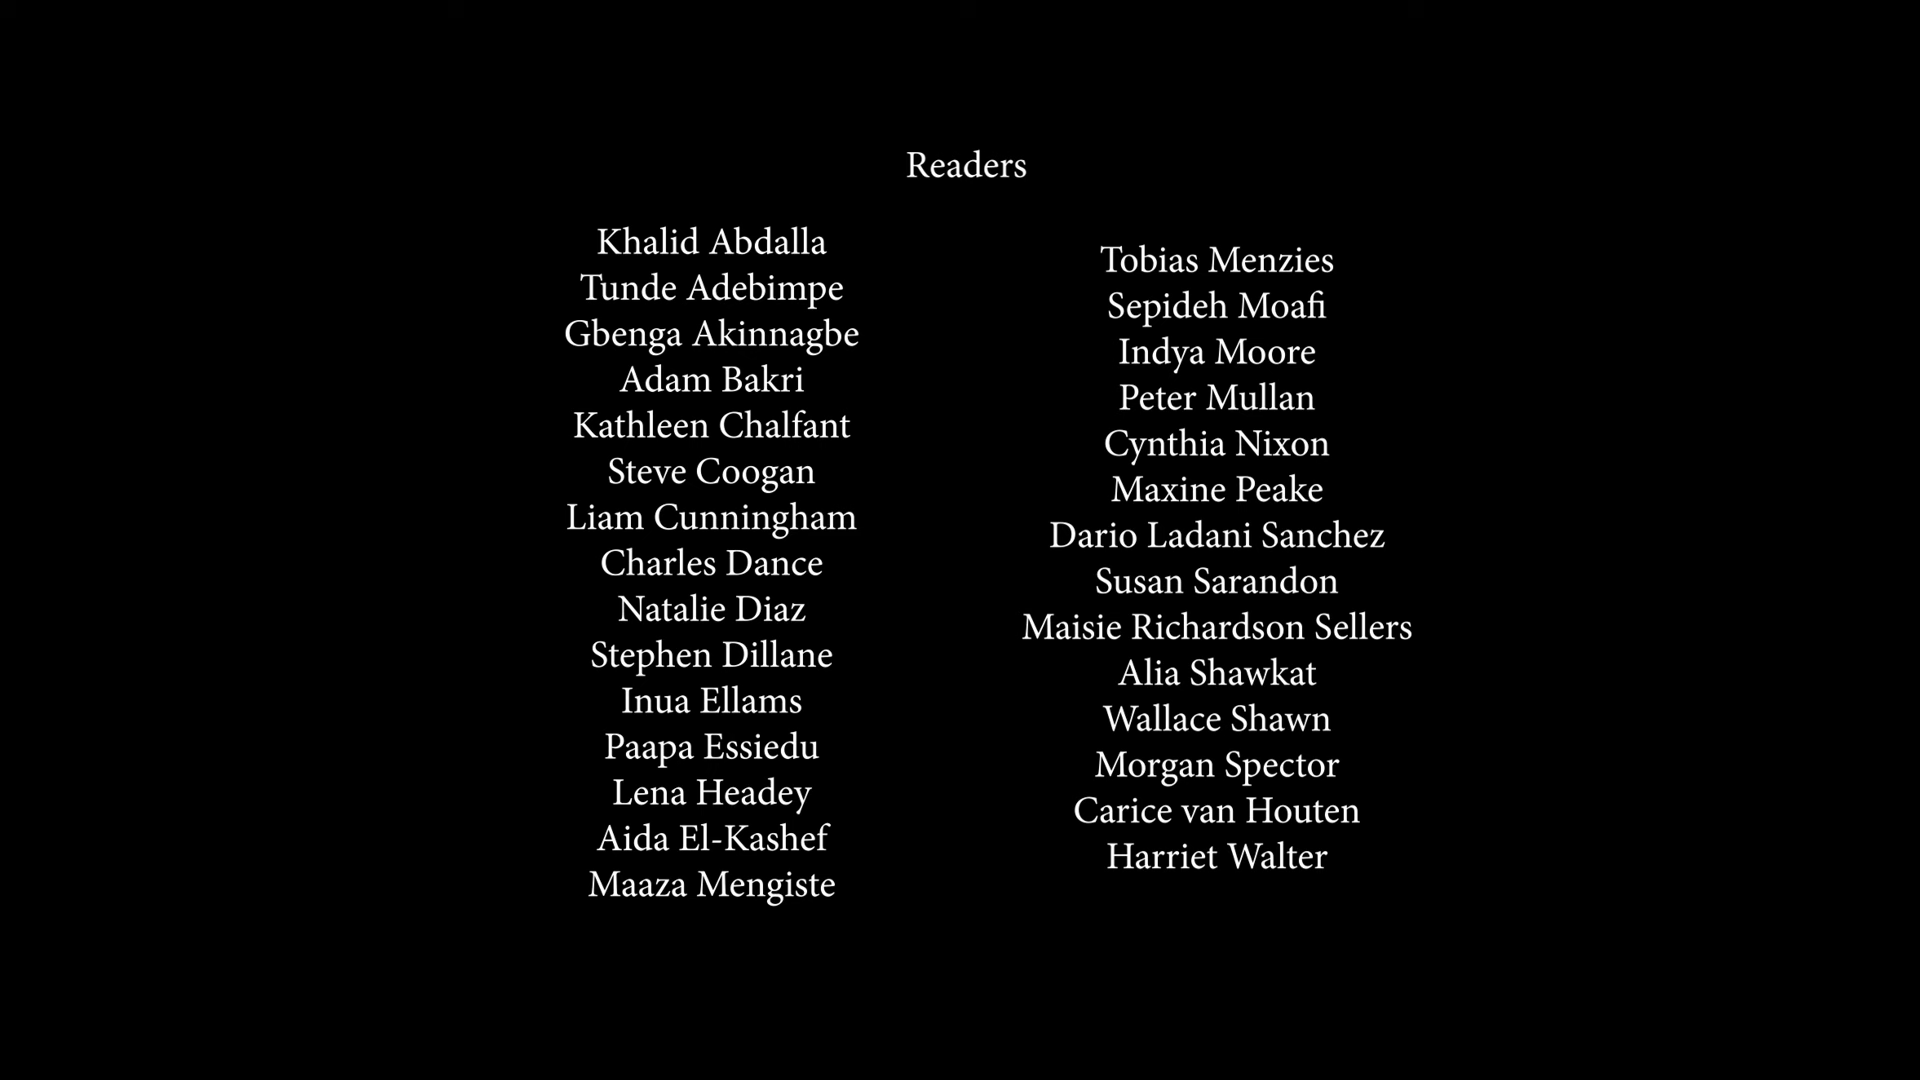 Readers
Khalid Abdalla
Tunde Adebimpe
Gbenga Akinnagbe
Adam Bakri
Kathleen Chalfant
Steve Coogan
Liam Cunningham
Charles Dance
Natalie Diaz
Stephen Dillane
Inua Ellams
Paapa Essiedu
Lena Headey
Aida El-Kashef
Maaza Mengiste
Tobias Menzies
Sepideh Moafi
Indya Moore
Peter Mullan
Cynthia Nixon
Maxine Peake
Dario Ladani Sanchez
Susan Sarandon
Maisie Richardson Sellers
Alia Shawkat
Wallace Shawn
Morgan Spector
Carice van Houten
Harriet Walter